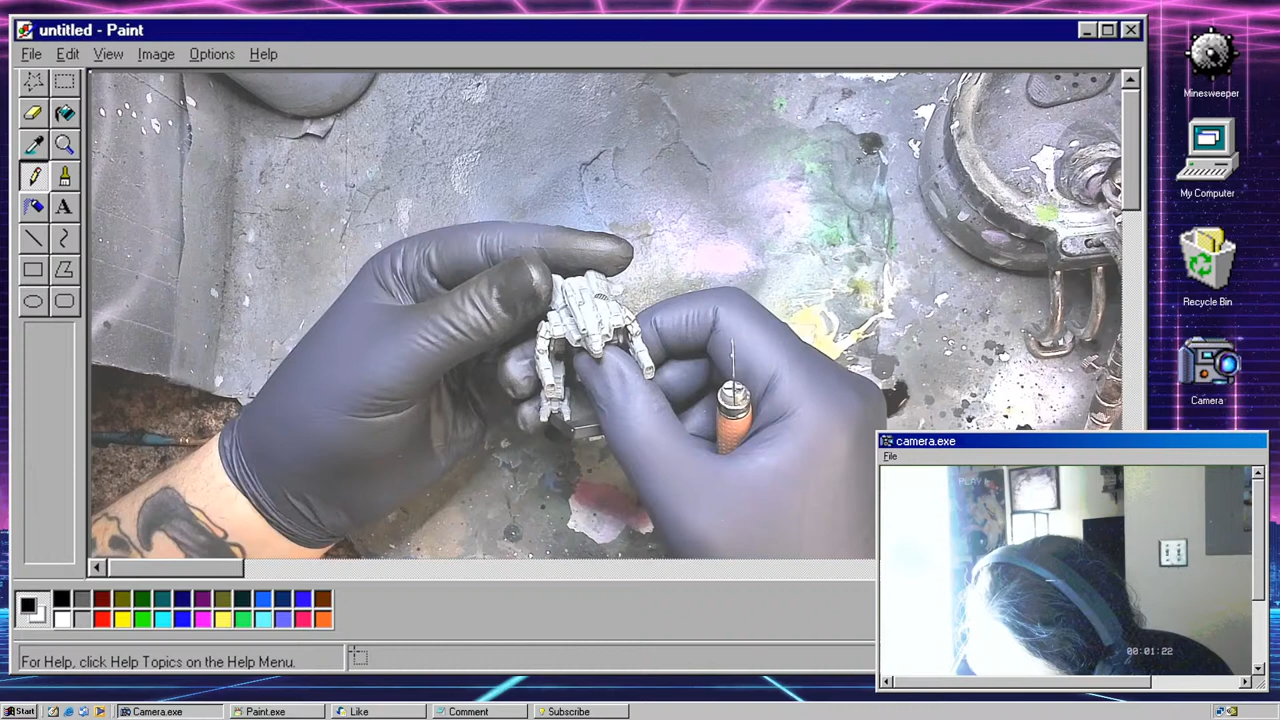 untitled - Paint
File Edit View Image Options Help
Minesweeper
My Computer
Recycle Bin
Camera
camera.exe
File
PLAY
00:01:22
For Help, click Help Topics on the Help Menu.
Start Camera.exe Paint.exe Like Comment Subscribe